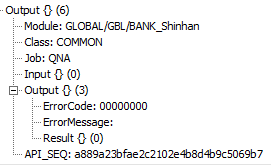 Output {} (6)
Module: GLOBAL/GBL/BANK_Shinhan
Class: COMMON
Job: QNA
Input {} (0)
Output {} (3)
ErrorCode: 00000000
ErrorMessage:
Result {} (0)
API_SEQ: a889a23bfae2c2102e4b8d4b9c5069b7